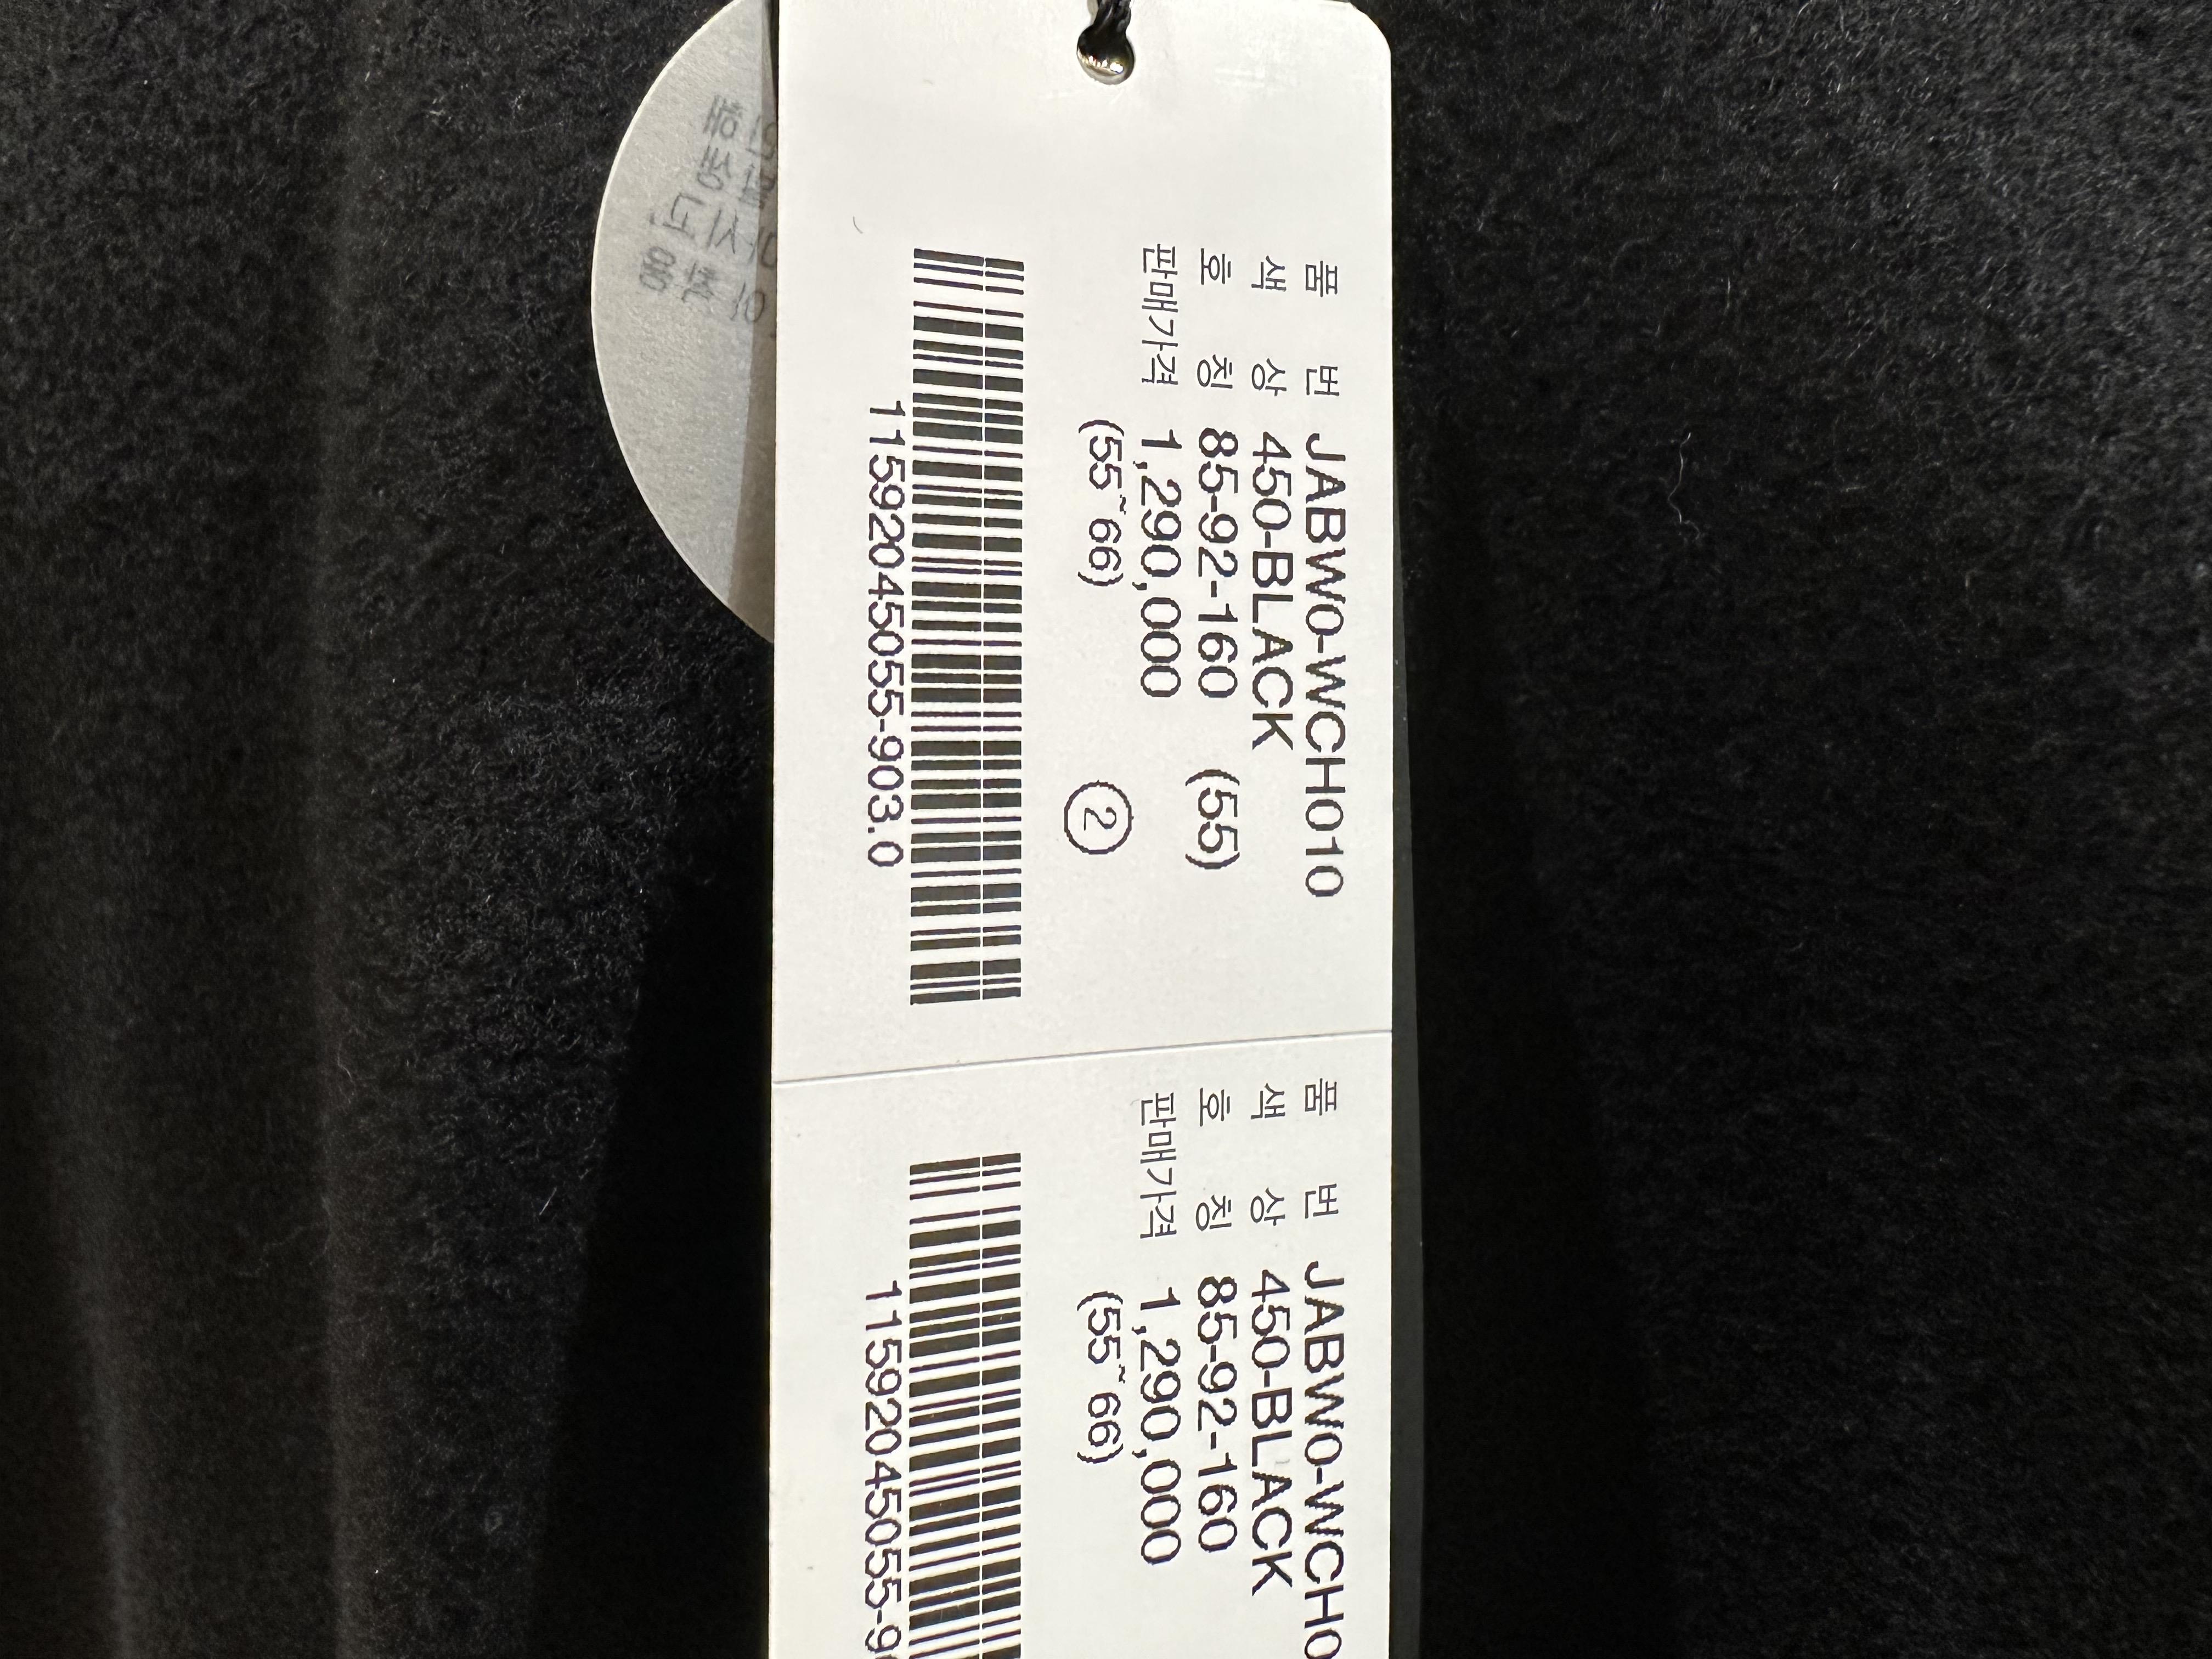 품 번 JABW0-WCH010
색 상 450-BLACK
호 칭 85-92-160 (55)
판매가격 1,290,000
(55~66) ②
1159204505​5-903.0
품 번 JABW0-WCH0
색 상 450-BLACK
호 칭 85-92-160
판매가격 1,290,000
(55~66)
11592045055-9